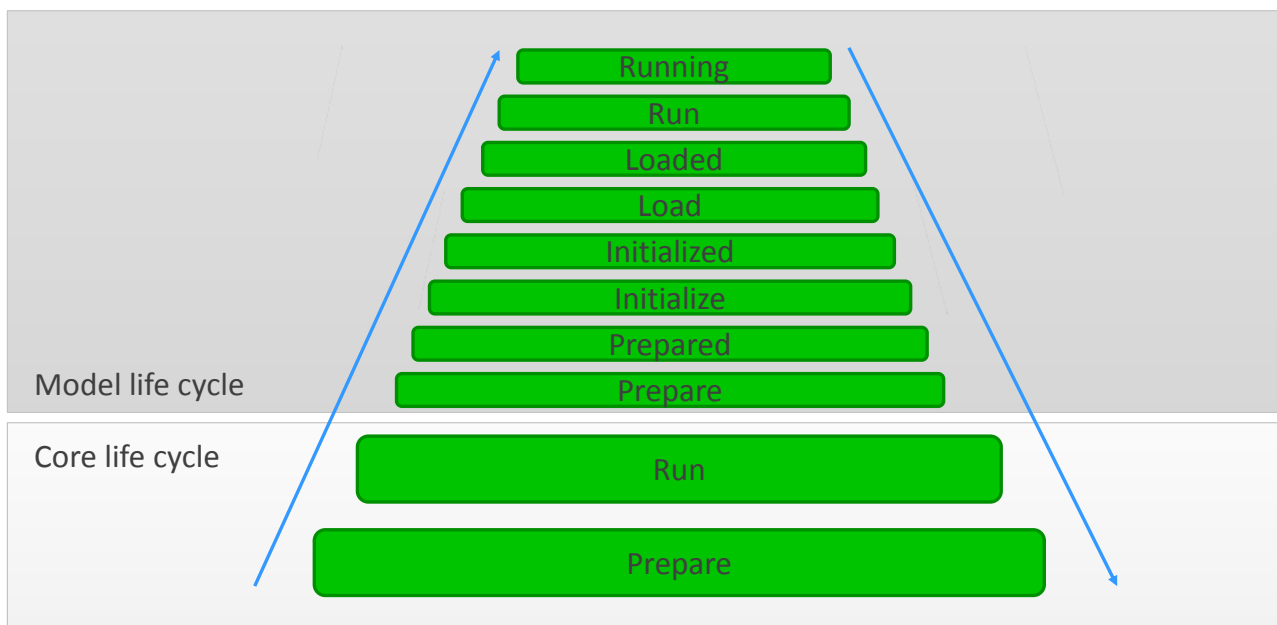 Running
Run
Loaded
Load
Initialized
Initialize
Prepared
Prepare
Model life cycle
Core life cycle
Run
Prepare